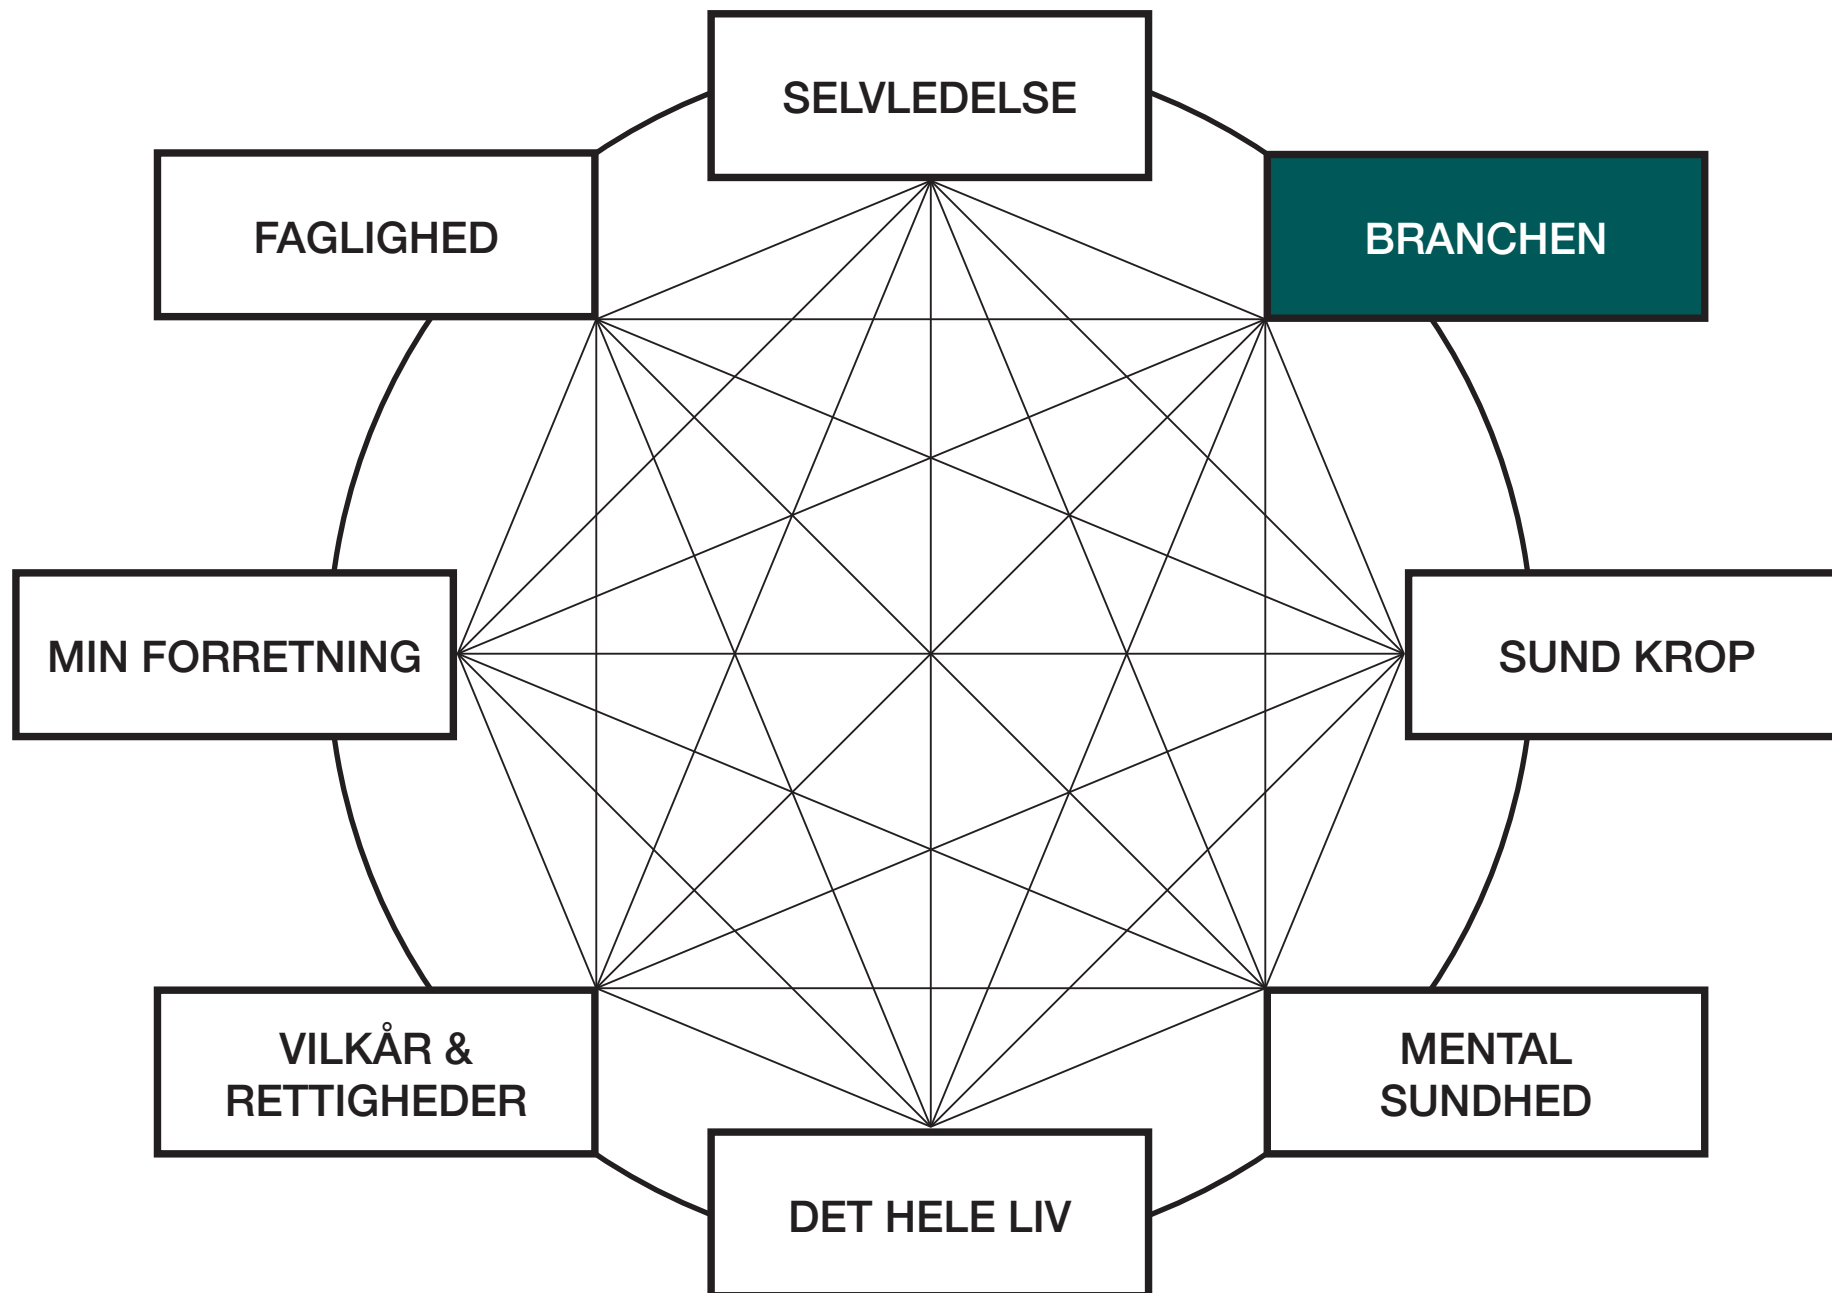 SELVLEDELSE
FAGLIGHED
BRANCHEN
MIN FORRETNING
SUND KROP
VILKÅR &
RETTIGHEDER
MENTAL
SUNDHED
DET HELE LIV